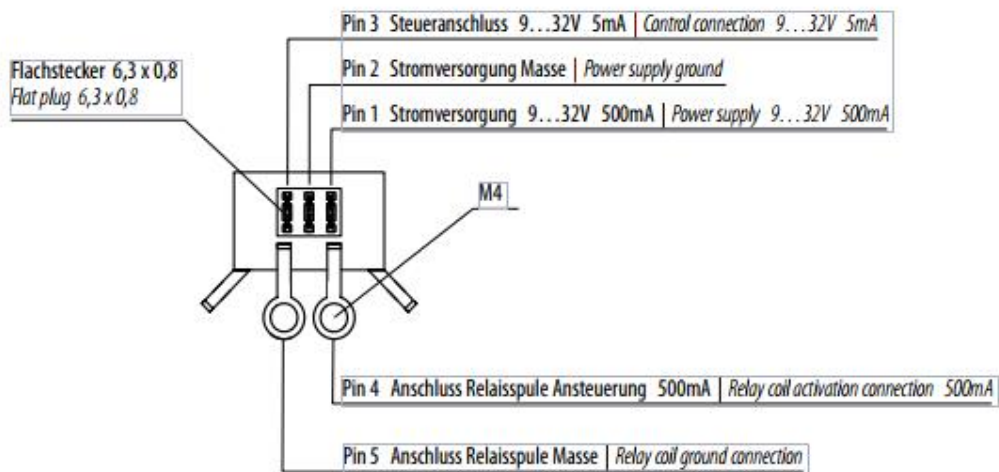 Pin 3 Steueranschluss 9...32V 5mA | Control connection 9...32V 5mA
Flachstecker 6,3 x 0,8
Flat plug 6,3 x 0,8
Pin 2 Stromversorgung Masse | Power supply ground
Pin 1 Stromversorgung 9...32V 500mA | Power supply 9...32V 500mA
M4
Pin 4 Anschluss Relaisspule Ansteuerung 500mA | Relay coil activation connection 500mA
Pin 5 Anschluss Relaisspule Masse | Relay coil ground connection